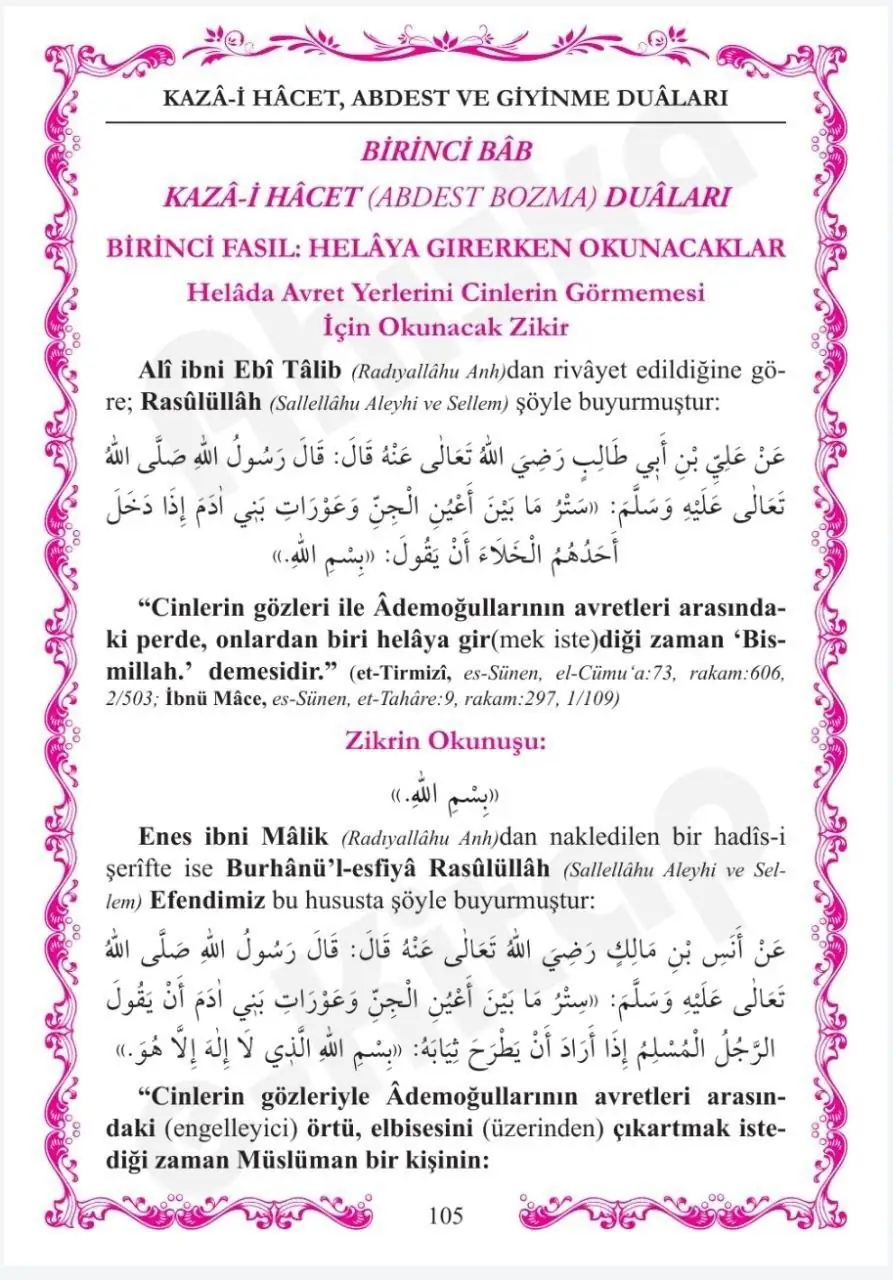 KAZÂ-İ HÂCET, ABDEST VE GİYİNME DUÂLARI
BİRİNCİ BÂB
KAZÂ-İ HÂCET (ABDEST BOZMA) DUÂLARI
BİRİNCİ FASIL: HELÂYA GIRERKEN OKUNACAKLAR
Helâda Avret Yerlerini Cinlerin Görmemesi
İçin Okunacak Zikir
Alî ibni Ebî Tâlib (Radıyallâhu Anh)dan rivâyet edildiğine gö-
re; Rasûlüllâh (Sallellâhu Aleyhi ve Sellem) şöyle buyurmuştur:
عَنْ عَلِيِّ بْنِ أَبٖي طَالِبٍ رَضِيَ اللهُ تَعَالٰى عَنْهُ قَالَ: قَالَ رَسُولُ اللهِ صَلَّى اللهُ
تَعَالٰى عَلَيْهِ وَسَلَّمَ: «سَتْرُ مَا بَيْنَ أَعْيُنِ الْجِنِّ وَعَوْرَاتِ بَنٖي اٰدَمَ إِذَا دَخَلَ
أَحَدُهُمُ الْخَلَاءَ أَنْ يَقُولَ: «بِسْمِ اللهِ.»
“Cinlerin gözleri ile Âdemoğullarının avretleri arasında-
ki perde, onlardan biri helâya gir(mek iste)diği zaman ‘Bis-
millah.’ demesidir.” (et-Tirmizî, es-Sünen, el-Cümu‘a:73, rakam:606,
2/503; İbnü Mâce, es-Sünen, et-Tahâre:9, rakam:297, 1/109)
Zikrin Okunuşu:
«بِسْمِ اللهِ.»
Enes ibni Mâlik (Radıyallâhu Anh)dan nakledilen bir hadîs-i
şerîfte ise Burhânü’l-esfiyâ Rasûlüllâh (Sallellâhu Aleyhi ve Sel-
lem) Efendimiz bu hususta şöyle buyurmuştur:
عَنْ أَنَسِ بْنِ مَالِكٍ رَضِيَ اللهُ تَعَالٰى عَنْهُ قَالَ: قَالَ رَسُولُ اللهِ صَلَّى اللهُ
تَعَالٰى عَلَيْهِ وَسَلَّمَ: «سِتْرُ مَا بَيْنَ أَعْيُنِ الْجِنِّ وَعَوْرَاتِ بَنٖي اٰدَمَ أَنْ يَقُولَ
الرَّجُلُ الْمُسْلِمُ إِذَا أَرَادَ أَنْ يَطْرَحَ ثِيَابَهُ: «بِسْمِ اللهِ الَّذٖي لَا إِلٰهَ إِلَّا هُوَ.»
“Cinlerin gözleriyle Âdemoğullarının avretleri arasın-
daki (engelleyici) örtü, elbisesini (üzerinden) çıkartmak iste-
diği zaman Müslüman bir kişinin:
105